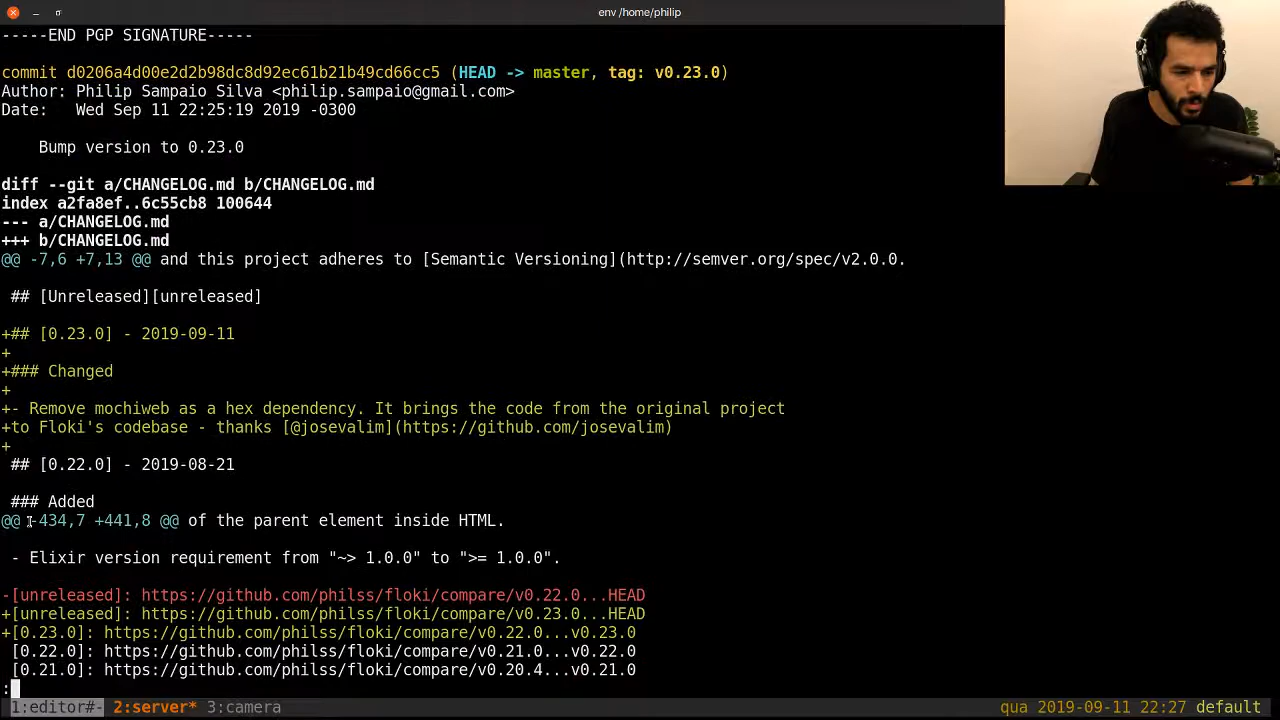 env /home/philip
-----END PGP SIGNATURE-----
commit d0206a4d00e2d2b98dc8d92ec61b21b49cd66cc5 (HEAD -> master, tag: v0.23.0)
Author: Philip Sampaio Silva <philip.sampaio@gmail.com>
Date:   Wed Sep 11 22:25:19 2019 -0300
    Bump version to 0.23.0
diff --git a/CHANGELOG.md b/CHANGELOG.md
index a2fa8ef..6c55cb8 100644
--- a/CHANGELOG.md
+++ b/CHANGELOG.md
@@ -7,6 +7,13 @@ and this project adheres to [Semantic Versioning](http://semver.org/spec/v2.0.0.
 ## [Unreleased][unreleased]
+## [0.23.0] - 2019-09-11
+
+### Changed
+
+- Remove mochiweb as a hex dependency. It brings the code from the original project
+to Floki's codebase - thanks [@josevalim](https://github.com/josevalim)
+
 ## [0.22.0] - 2019-08-21
 ### Added
@@ -434,7 +441,8 @@ of the parent element inside HTML.
 - Elixir version requirement from "~> 1.0.0" to ">= 1.0.0".
-[unreleased]: https://github.com/philss/floki/compare/v0.22.0...HEAD
+[unreleased]: https://github.com/philss/floki/compare/v0.23.0...HEAD
+[0.23.0]: https://github.com/philss/floki/compare/v0.22.0...v0.23.0
 [0.22.0]: https://github.com/philss/floki/compare/v0.21.0...v0.22.0
 [0.21.0]: https://github.com/philss/floki/compare/v0.20.4...v0.21.0
:
1:editor#- 2:server* 3:camera qua 2019-09-11 22:27 default